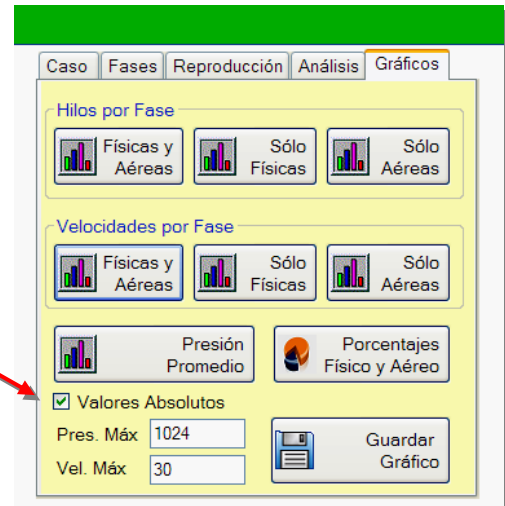 Caso Fases Reproducción Análisis Gráficos
Hilos por Fase
Físicas y Aéreas
Sólo Físicas
Sólo Aéreas
Velocidades por Fase
Físicas y Aéreas
Sólo Físicas
Sólo Aéreas
Presión Promedio
Porcentajes Físico y Aéreo
Valores Absolutos
Pres. Máx 1024
Vel. Máx 30
Guardar Gráfico